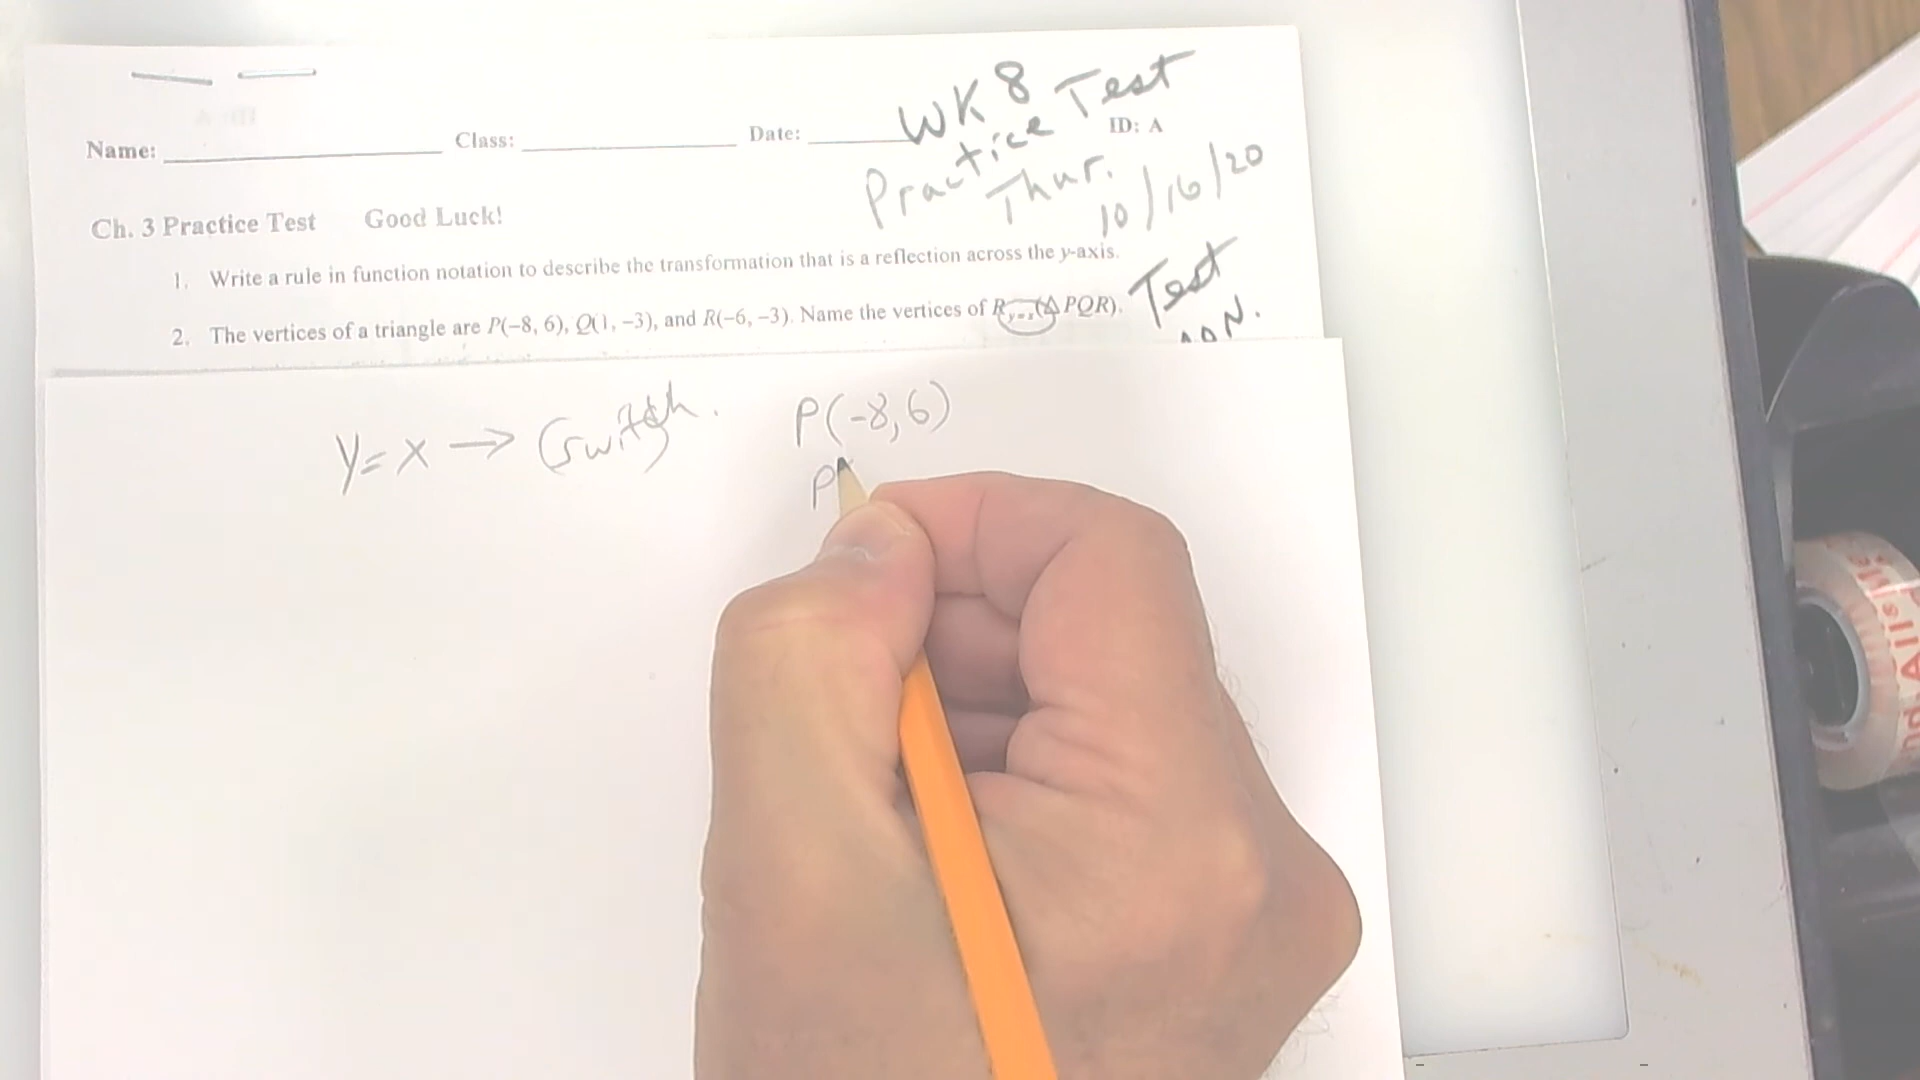 WK 8
Practice Test
Thur.
10/16/20
Name: Class: Date: ID: A
Ch. 3 Practice Test Good Luck!
1. Write a rule in function notation to describe the transformation that is a reflection across the y-axis.
2. The vertices of a triangle are P(−8, 6), Q(1, −3), and R(−6, −3). Name the vertices of R y=x (△ PQR).
Test
y=x → switch.
P(-8,6)
P'